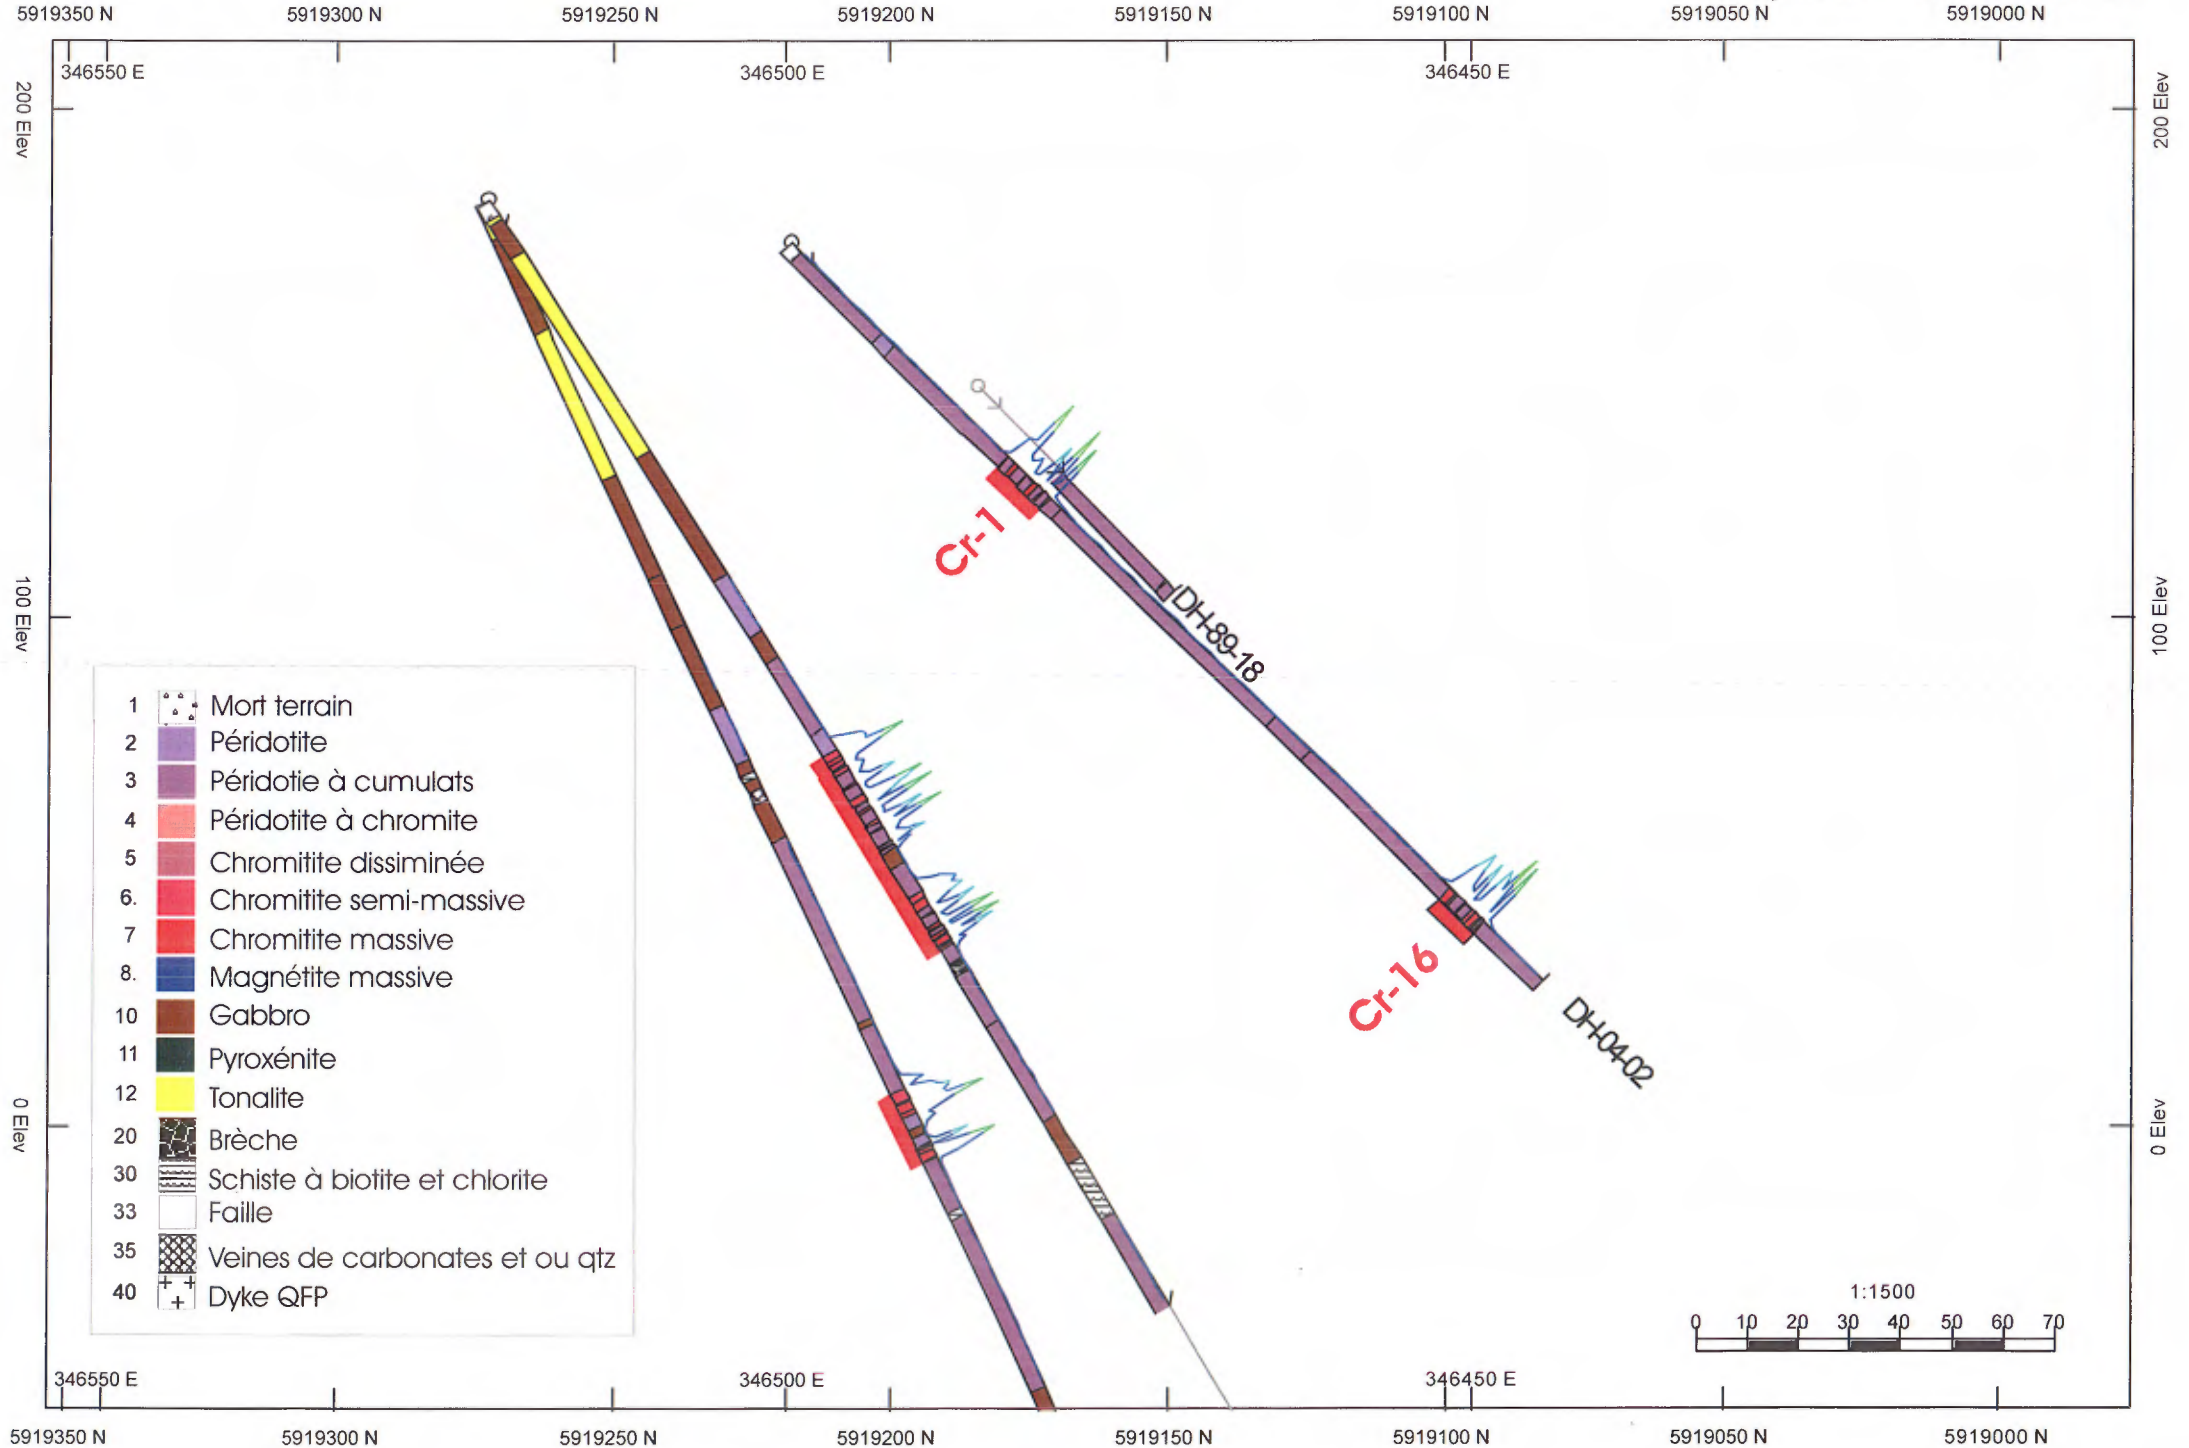 5919350 N 5919300 N 5919250 N 5919200 N 5919150 N 5919100 N 5919050 N 5919000 N
346550 E 346500 E 346450 E
200 Elev 200 Elev
Cr-1
DH-89-18
100 Elev 100 Elev
1 Mort terrain
2 Péridotite
3 Péridotie à cumulats
4 Péridotite à chromite
5 Chromitite dissiminée
6. Chromitite semi-massive
7 Chromitite massive
8. Magnétite massive
10 Gabbro
11 Pyroxénite
12 Tonalite
20 Brèche
30 Schiste à biotite et chlorite
33 Faille
35 Veines de carbonates et ou qtz
40 Dyke QFP
Cr-16
DH-04-02
0 Elev 0 Elev
1:1500
0 10 20 30 40 50 60 70
346550 E 346500 E 346450 E
5919350 N 5919300 N 5919250 N 5919200 N 5919150 N 5919100 N 5919050 N 5919000 N